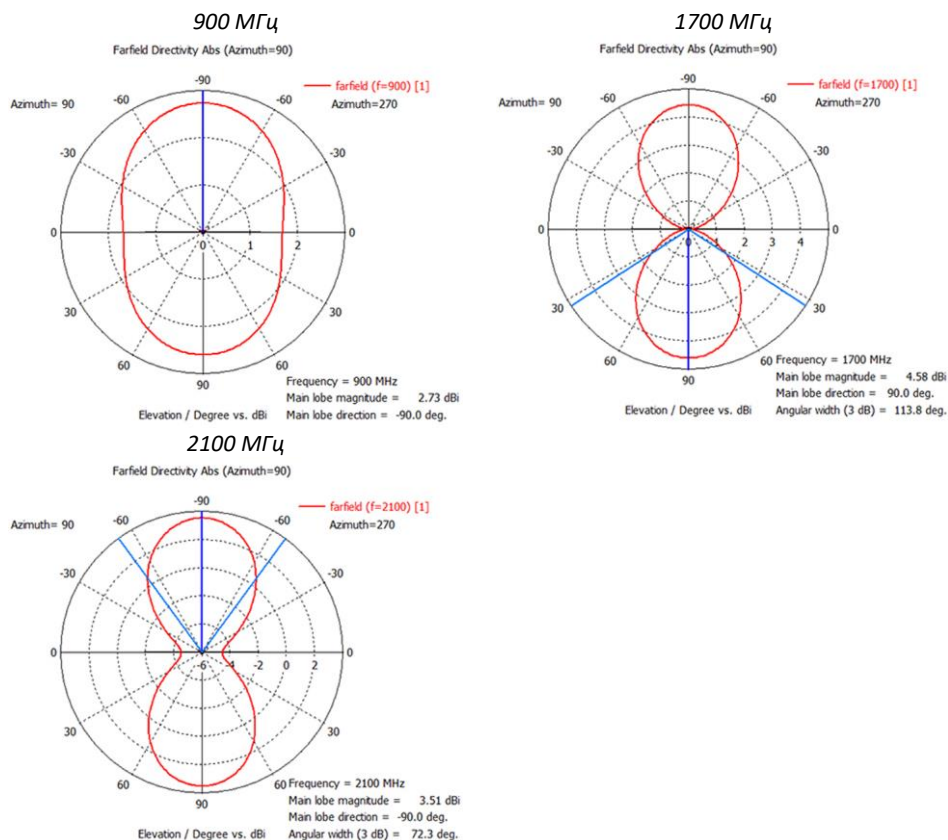 900 МГц
Farfield Directivity Abs (Azimuth=90)
-90
farfield (f=900) [1]
Azimuth= 90
-60
-60
Azimuth=270
-30
-30
0
0
1
2
0
30
30
60
60
90
Frequency = 900 MHz
Main lobe magnitude = 2.73 dBi
Elevation / Degree vs. dBi
Main lobe direction = -90.0 deg.
1700 МГц
Farfield Directivity Abs (Azimuth=90)
-90
farfield (f=1700) [1]
Azimuth= 90
-60
-60
Azimuth=270
-30
-30
0
0
1
2
3
4
0
30
30
60
60
90
Frequency = 1700 MHz
Main lobe magnitude = 4.58 dBi
Main lobe direction = 90.0 deg.
Elevation / Degree vs. dBi
Angular width (3 dB) = 113.8 deg.
2100 МГц
Farfield Directivity Abs (Azimuth=90)
-90
farfield (f=2100) [1]
Azimuth= 90
-60
-60
Azimuth=270
-30
-30
0
-6
-4
-2
0
2
0
30
30
60
60
90
Frequency = 2100 MHz
Main lobe magnitude = 3.51 dBi
Main lobe direction = -90.0 deg.
Elevation / Degree vs. dBi
Angular width (3 dB) = 72.3 deg.